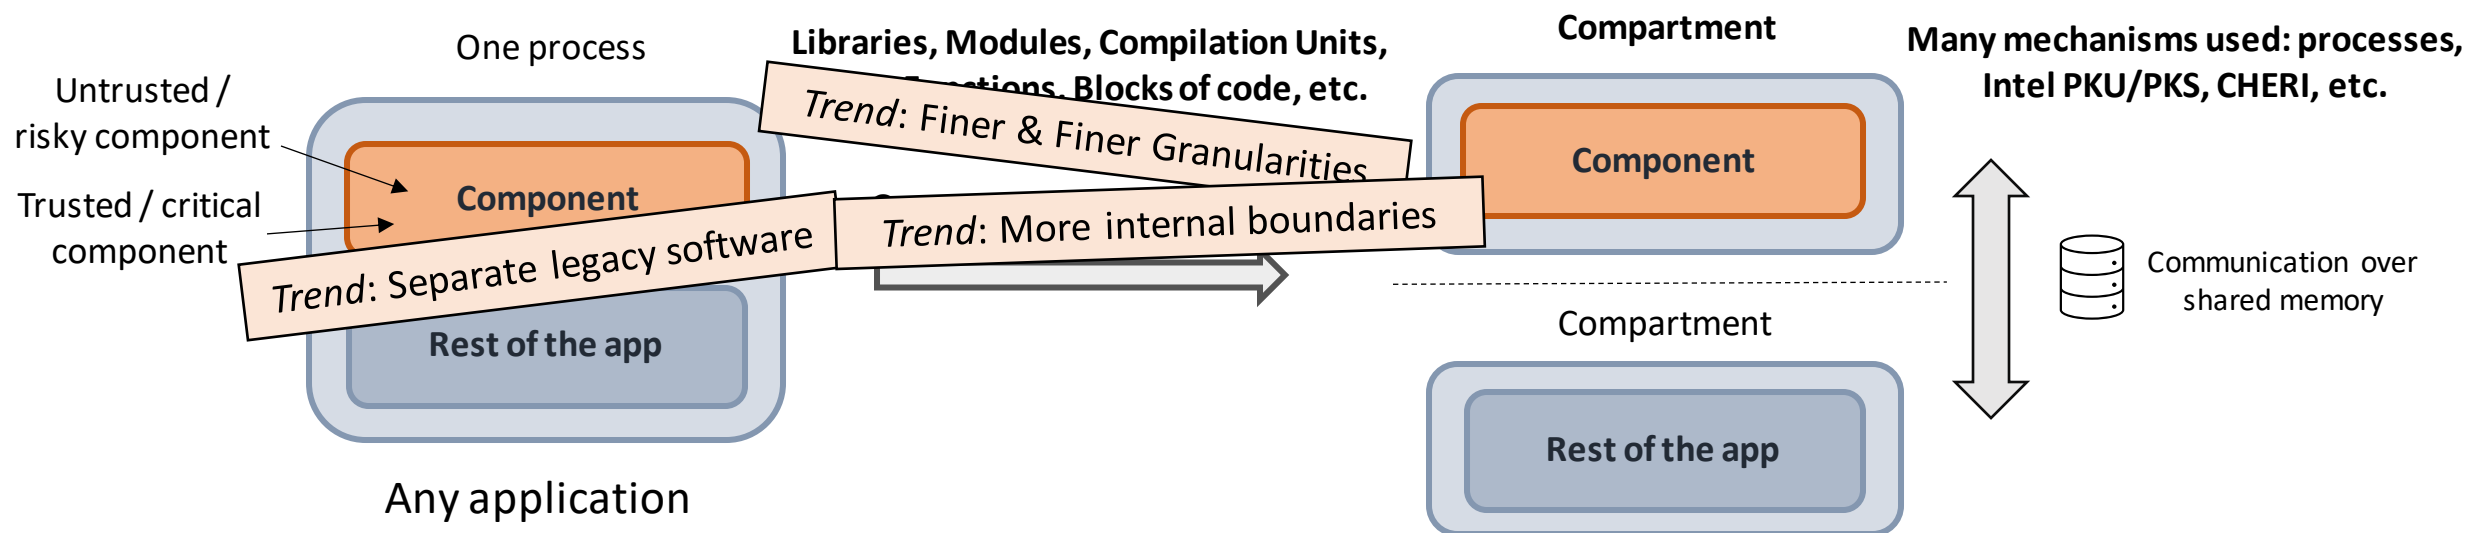 One process
Untrusted /
risky component
Trusted / critical
component
Component
Rest of the app
Any application
Libraries, Modules, Compilation Units,
Functions, Blocks of code, etc.
Trend: Finer & Finer Granularities
Trend: Separate legacy software
Trend: More internal boundaries
Compartment
Component
Compartment
Rest of the app
Many mechanisms used: processes,
Intel PKU/PKS, CHERI, etc.
Communication over
shared memory